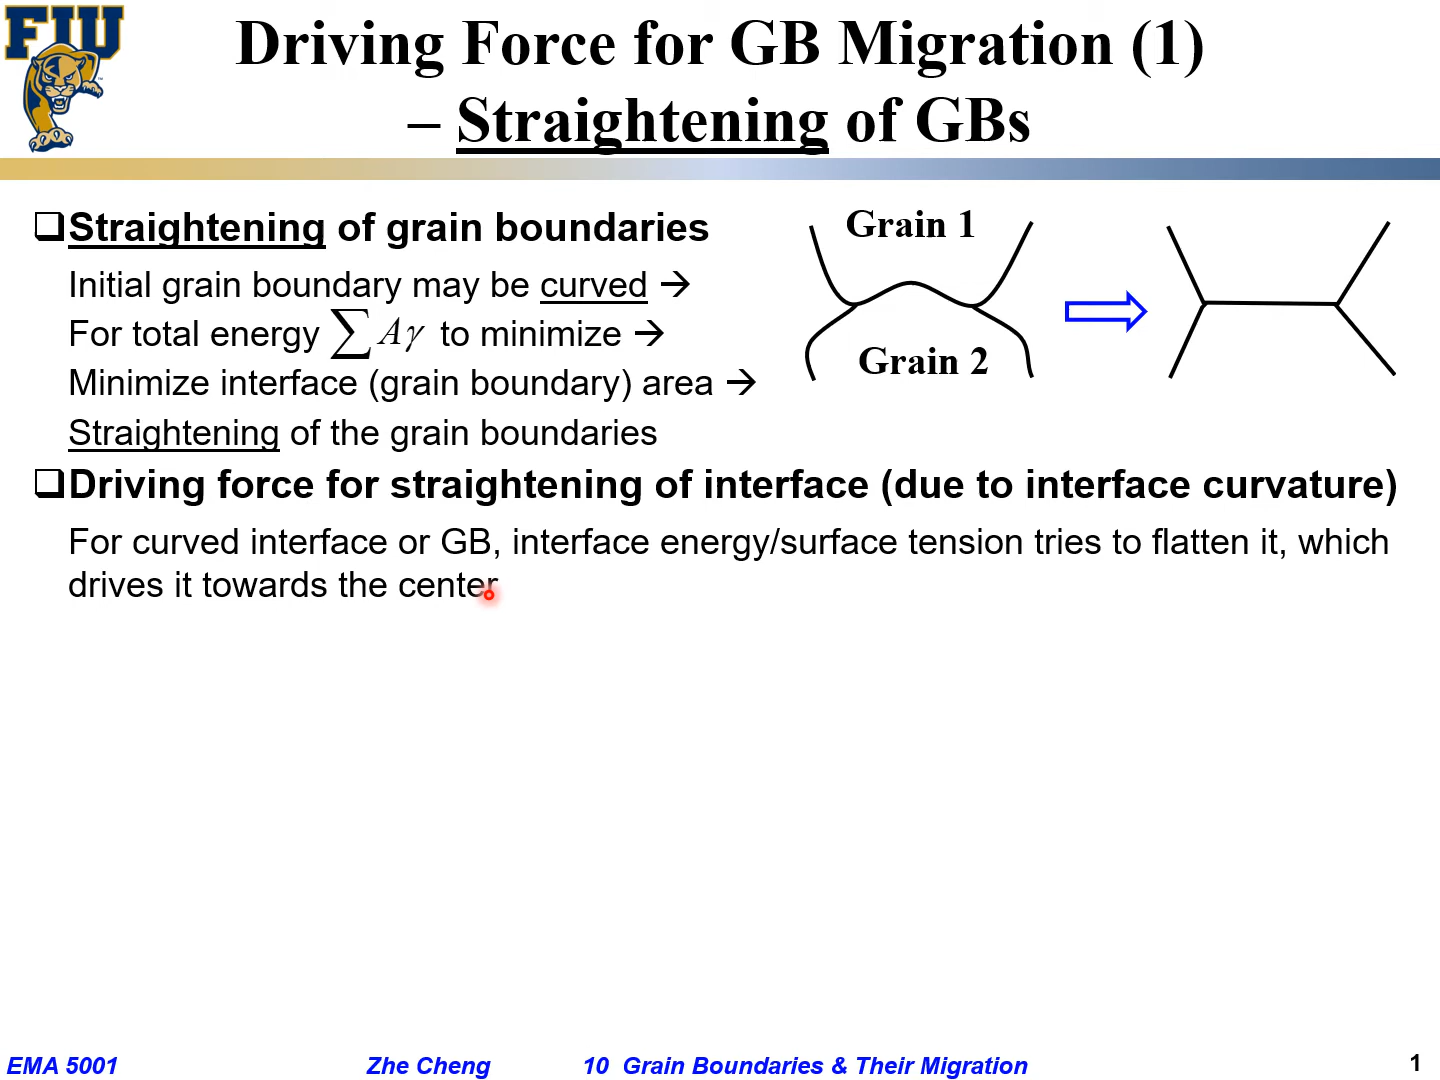 FIU
Driving Force for GB Migration (1)
– Straightening of GBs
❑Straightening of grain boundaries
Initial grain boundary may be curved →
For total energy ∑Aγ to minimize →
Minimize interface (grain boundary) area →
Straightening of the grain boundaries
Grain 1
Grain 2
❑Driving force for straightening of interface (due to interface curvature)
For curved interface or GB, interface energy/surface tension tries to flatten it, which
drives it towards the center
EMA 5001
Zhe Cheng
10 Grain Boundaries & Their Migration
1